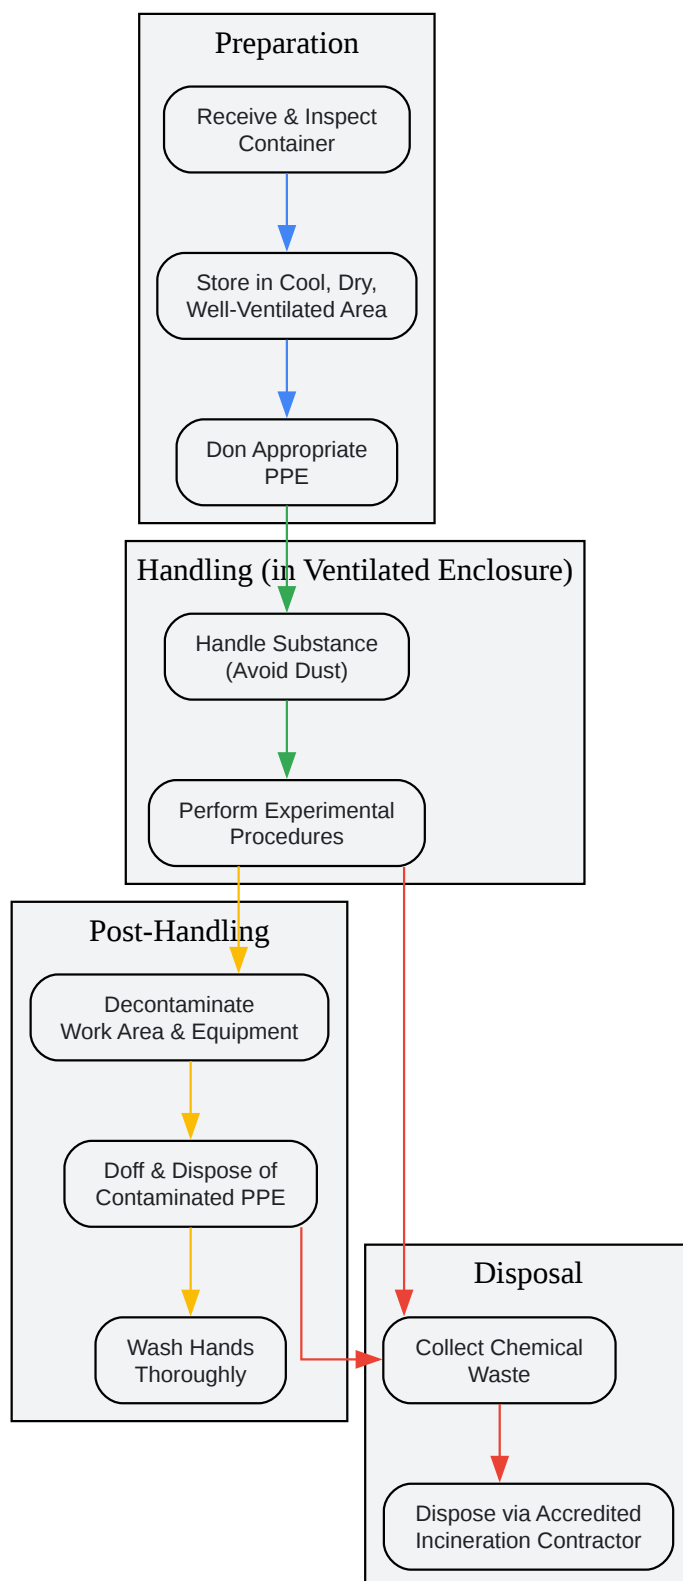 Preparation
Receive & Inspect
Container
Store in Cool, Dry,
Well-Ventilated Area
Don Appropriate
PPE
Handling (in Ventilated Enclosure)
Handle Substance
(Avoid Dust)
Perform Experimental
Procedures
Post-Handling
Decontaminate
Work Area & Equipment
Doff & Dispose of
Contaminated PPE
Wash Hands
Thoroughly
Disposal
Collect Chemical
Waste
Dispose via Accredited
Incineration Contractor